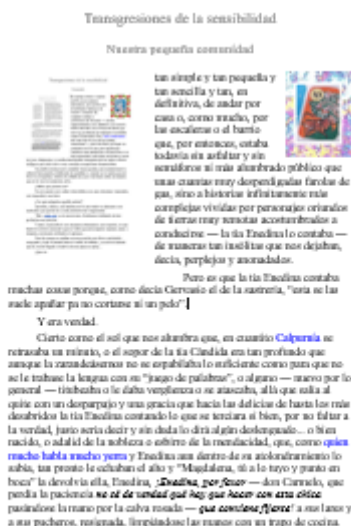 Transgresiones de la sensibilidad
Nuestra pequeña comunidad
tan simple y tan pequeña y
tan sencilla y tan, en
definitiva, de andar por
casa o, como mucho, por
las escaleras o el barrio
que, por entonces, estaba
todavía sin asfaltar y sin
semáforos ni más alumbrado público que
unas cuantas muy desperdigadas farolas de
gas, sino a historias infinitamente más
complejas vividas por personajes oriundos
de tierras muy remotas acostumbrados a
conducirse — la tía Enedina lo contaba —
de maneras tan insólitas que nos dejaban,
decía, perplejos y anonadados.
Pero es que la tía Enedina contaba
muchas cosas porque, como decía Gervasio el de la sastrería, "esta se las
suele apañar pa no cortarse ni un pelo".
Y era verdad.
Cierto como el sol que nos alumbra que, en cuantito Calpurnia se
retrasaba un minuto, o el sopor de la tía Cándida era tan profundo que
aunque la zarandeásemos no se espabilaba lo suficiente como para que no
se le trabase la lengua con su "juego de palabras", o alguno — nuevo por lo
general — titubeaba o le daba vergüenza o se atascaba, allá que salía al
quite con un desparpajo y una gracia que hacía las delicias de hasta los más
desabridos la tía Enedina contando lo que se terciara si bien, por no faltar a
la verdad, justo sería decir y sin duda lo dirá algún deslenguado... o bien
nacido, o adalid de la nobleza o esbirro de la mendacidad, que, como quien
mucho habla mucho yerra y Enedina aun dentro de su atolondramiento lo
sabía, tan pronto le echaban el alto y "Magdalena, tú a lo tuyo y punto en
boca" la devolvía ella, Enedina, ¡Enedina, por favor — don Carmelo, que
perdía la paciencia no sé de verdad qué hay que hacer con esta chica
pasándose la mano por la calva rosada — que conviene fijarse! a sus lanas y
a sus pucheros, resignada, limpiándose las manos con un trapo de cocina.